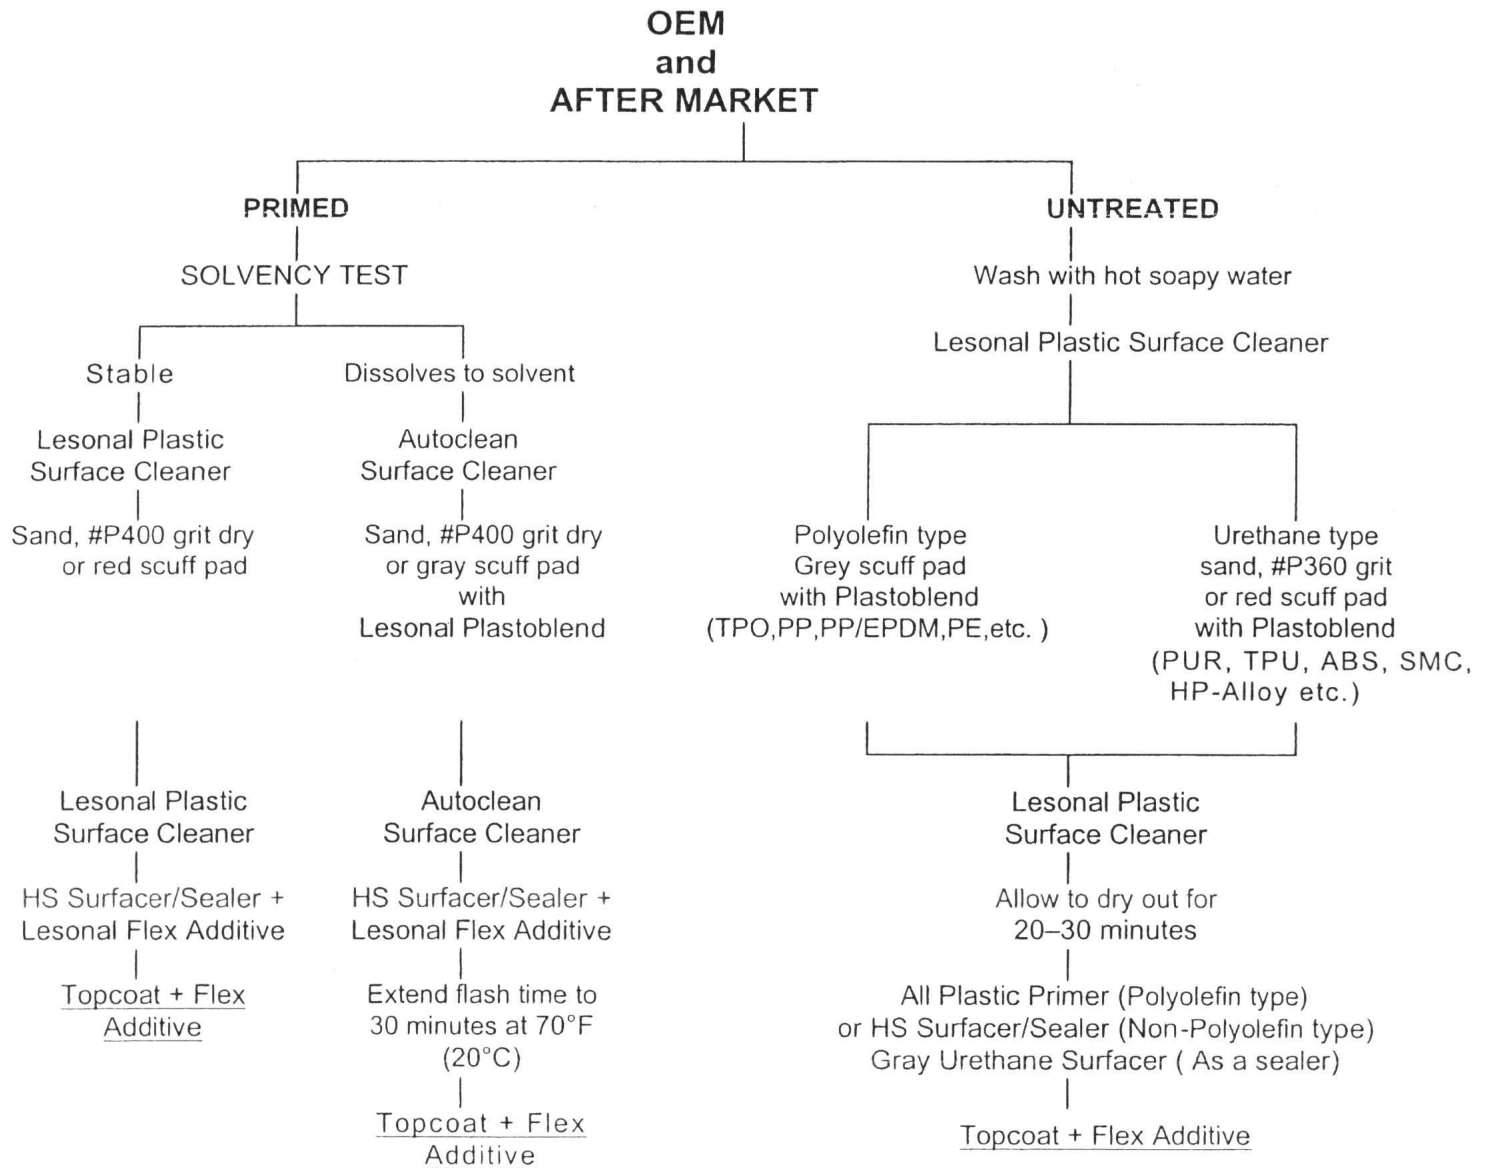 OEM
and
AFTER MARKET
PRIMED
SOLVENCY TEST
Stable
Lesonal Plastic
Surface Cleaner
Sand, #P400 grit dry
or red scuff pad
Lesonal Plastic
Surface Cleaner
HS Surfacer/Sealer +
Lesonal Flex Additive
Topcoat + Flex
Additive
Dissolves to solvent
Autoclean
Surface Cleaner
Sand, #P400 grit dry
or gray scuff pad
with
Lesonal Plastoblend
Autoclean
Surface Cleaner
HS Surfacer/Sealer +
Lesonal Flex Additive
Extend flash time to
30 minutes at 70°F
(20°C)
Topcoat + Flex
Additive
UNTREATED
Wash with hot soapy water
Lesonal Plastic Surface Cleaner
Polyolefin type
Grey scuff pad
with Plastoblend
(TPO,PP,PP/EPDM,PE,etc. )
Urethane type
sand, #P360 grit
or red scuff pad
with Plastoblend
(PUR, TPU, ABS, SMC,
HP-Alloy etc.)
Lesonal Plastic
Surface Cleaner
Allow to dry out for
20–30 minutes
All Plastic Primer (Polyolefin type)
or HS Surfacer/Sealer (Non-Polyolefin type)
Gray Urethane Surfacer ( As a sealer)
Topcoat + Flex Additive